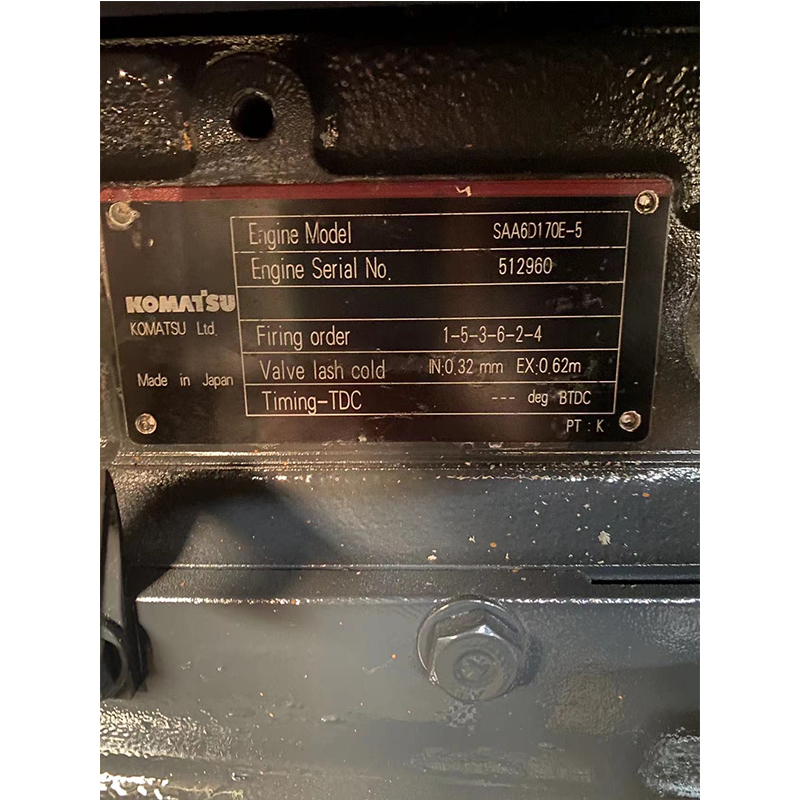 Engine Model SAA6D170E-5
Engine Serial No. 512960
KOMATSU
KOMATSU Ltd.
Firing order 1-5-3-6-2-4
Made in Japan
Valve lash cold IN:0.32 mm EX:0.62m
Timing-TDC --- deg BTDC
PT : K